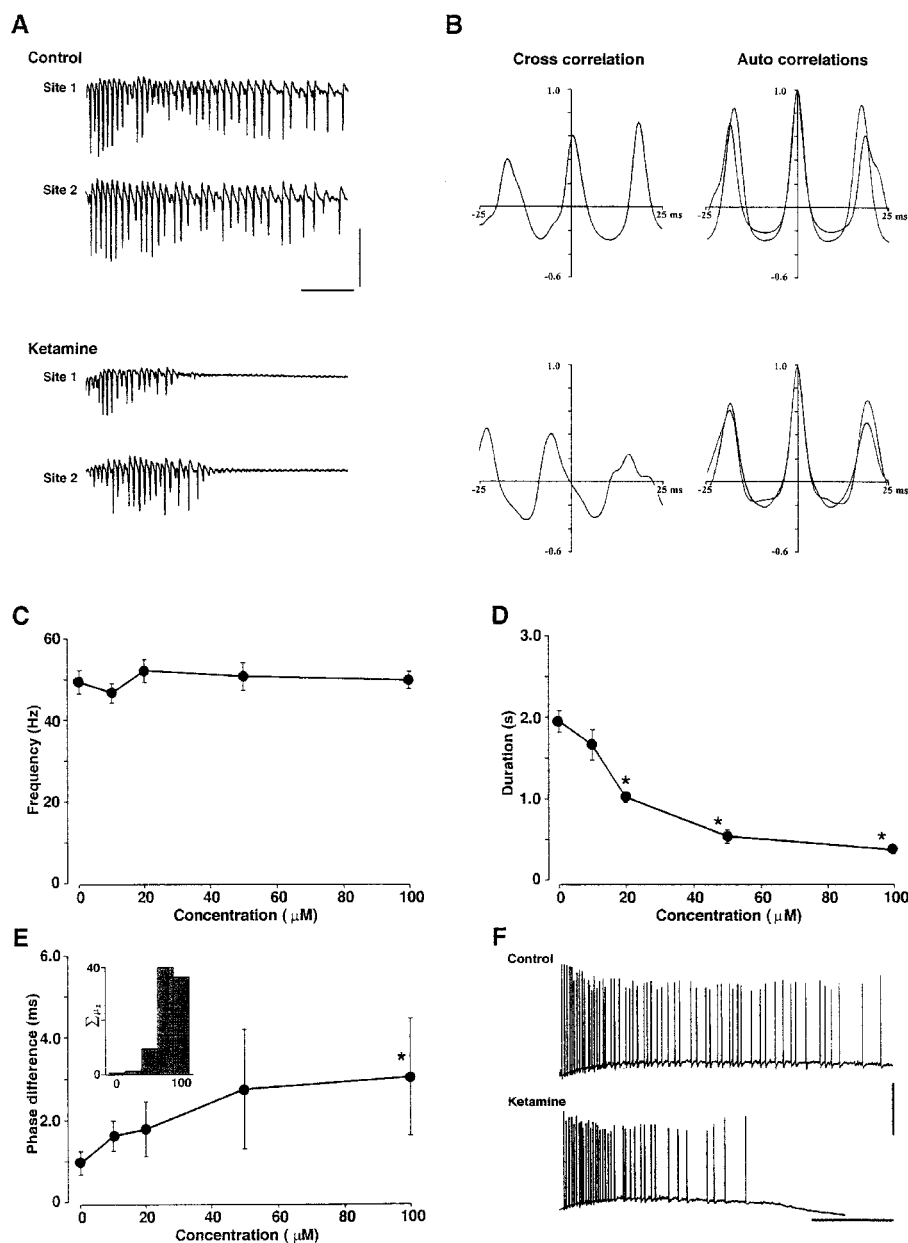 A
Control
Site 1
Site 2
Ketamine
Site 1
Site 2
B
Cross correlation
Auto correlations
1.0
-25
25 ms
-0.6
1.0
-25
25 ms
-0.6
1.0
-25
25 ms
-0.6
1.0
-25
25 ms
-0.6
C
60
40
20
0
Frequency (Hz)
0 20 40 60 80 100
Concentration ( μM)
D
3.0
2.0
1.0
0
Duration (s)
* * *
0 20 40 60 80 100
Concentration ( μM)
E
6.0
4.0
2.0
0
Phase difference (ms)
40
0
0 100
*
0 20 40 60 80 100
Concentration ( μM)
F
Control
Ketamine